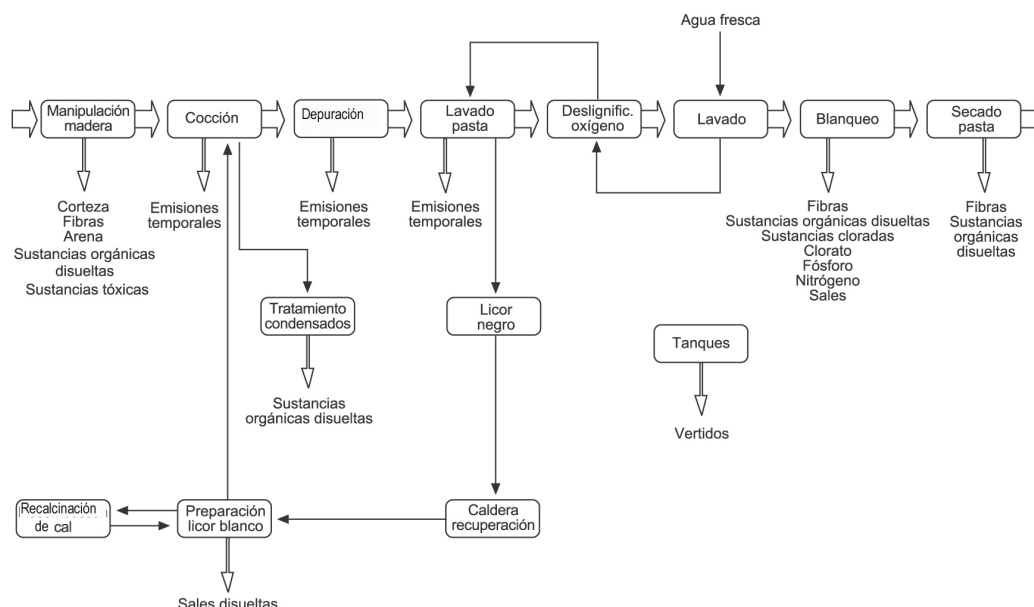 Agua fresca
Manipulación
madera
Cocción
Depuración
Lavado
pasta
Deslignific.
oxígeno
Lavado
Blanqueo
Secado
pasta
Corteza
Fibras
Arena
Sustancias orgánicas
disueltas
Sustancias tóxicas
Emisiones
temporales
Emisiones
temporales
Emisiones
temporales
Fibras
Sustancias orgánicas disueltas
Sustancias cloradas
Clorato
Fósforo
Nitrógeno
Sales
Fibras
Sustancias
orgánicas
disueltas
Tratamiento
condensados
Licor
negro
Tanques
Sustancias
orgánicas disueltas
Vertidos
Recalcinación
de cal
Preparación
licor blanco
Caldera
recuperación
Sales disueltas